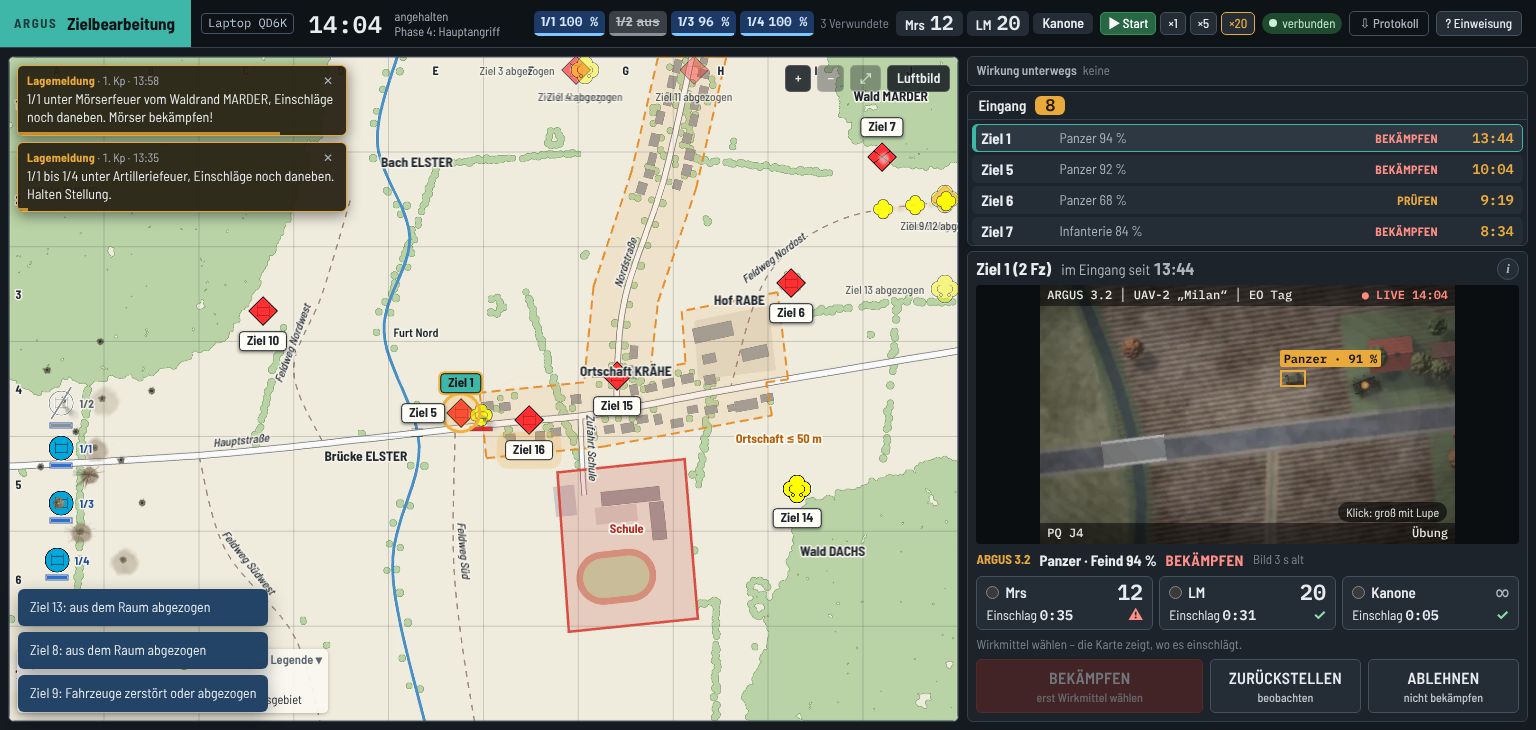 ARGUS Zielbearbeitung
Laptop QD6K
14:04
angehalten
Phase 4: Hauptangriff
1/1 100 %
1/2 aus
1/3 96 %
1/4 100 %
3 Verwundete
Mrs 12
LM 20
Kanone
▶ Start
×1
×5
×20
verbunden
⇩ Protokoll
? Einweisung
Lagemeldung · 1. Kp · 13:58
×
1/1 unter Mörserfeuer vom Waldrand MARDER, Einschläge
noch daneben. Mörser bekämpfen!
Lagemeldung · 1. Kp · 13:35
×
1/1 bis 1/4 unter Artilleriefeuer, Einschläge noch daneben.
Halten Stellung.
E
G
H
Ziel 3 abgezogen
Ziel 11 abgezogen
+
−
Luftbild
Wald MARDER
Ziel 7
Bach ELSTER
Ziel 13 abgezogen
3
Nordstraße
Feldweg Nordost
Hof RABE
Ziel 6
Ziel 10
Feldweg Nordwest
Furt Nord
Ortschaft KRÄHE
4
Ziel 1
Ziel 5
Ziel 15
1/2
Ziel 16
Zufahrt Schule
Hauptstraße
Brücke ELSTER
Ortschaft ≤ 50 m
1/1
5
1/3
Ziel 14
Schule
Feldweg Süd
Feldweg Südwest
Wald DACHS
1/4
6
Ziel 13: aus dem Raum abgezogen
Ziel 8: aus dem Raum abgezogen
Legende ▾
Ziel 9: Fahrzeuge zerstört oder abgezogen
sgebiet
Wirkung unterwegs keine
Eingang 8
Ziel 1 Panzer 94 % BEKÄMPFEN 13:44
Ziel 5 Panzer 92 % BEKÄMPFEN 10:04
Ziel 6 Panzer 68 % PRÜFEN 9:19
Ziel 7 Infanterie 84 % BEKÄMPFEN 8:34
Ziel 1 (2 Fz) im Eingang seit 13:44
i
ARGUS 3.2 | UAV-2 „Milan“ | EO Tag
● LIVE 14:04
Panzer · 91 %
Klick: groß mit Lupe
PQ J4
Übung
ARGUS 3.2 Panzer · Feind 94 % BEKÄMPFEN Bild 3 s alt
Mrs 12
Einschlag 0:35
LM 20
Einschlag 0:31
Kanone ∞
Einschlag 0:05
Wirkmittel wählen – die Karte zeigt, wo es einschlägt.
BEKÄMPFEN
erst Wirkmittel wählen
ZURÜCKSTELLEN
beobachten
ABLEHNEN
nicht bekämpfen